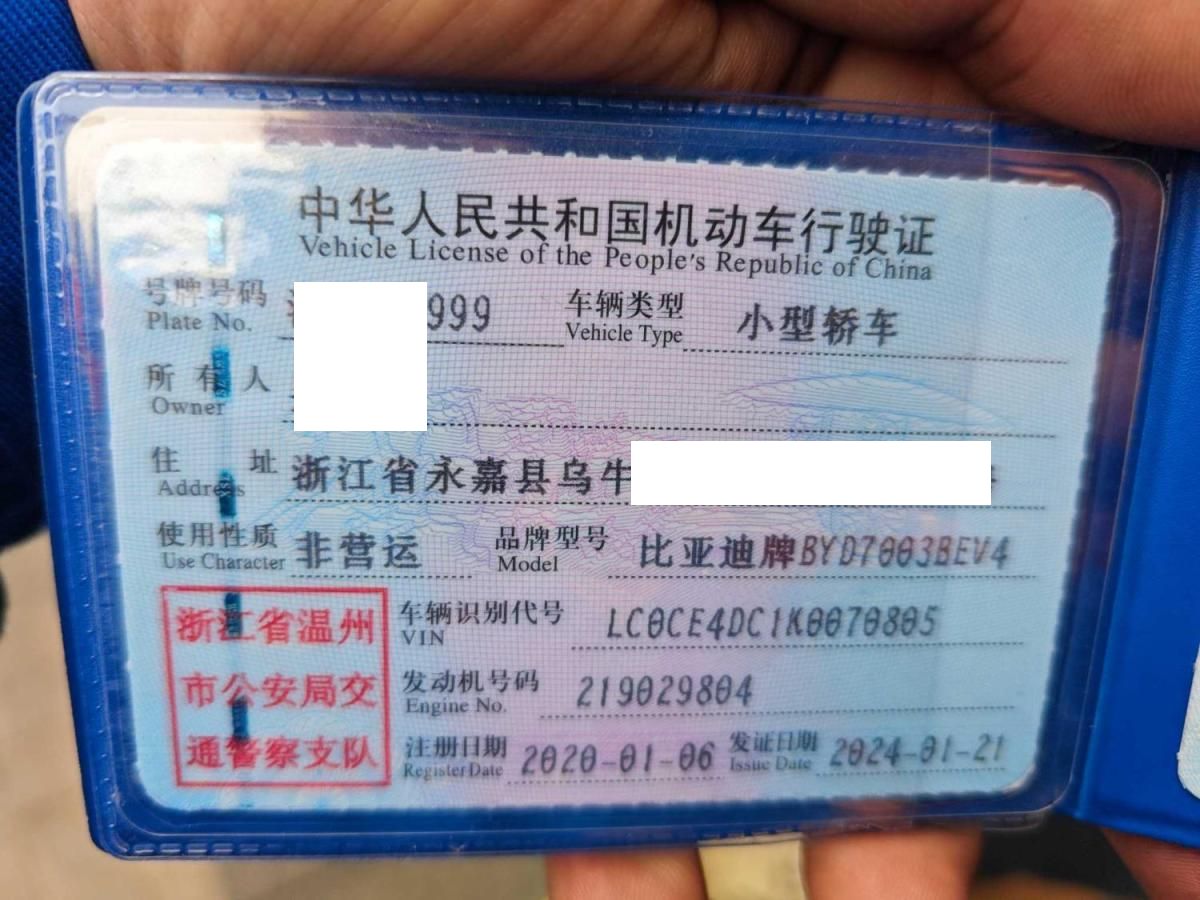 中华人民共和国机动车行驶证
Vehicle License of the People's Republic of China
号牌号码 999 车辆类型 小型轿车
Plate No. Vehicle Type
所有人
Owner
住址 浙江省永嘉县乌牛
Address
使用性质 非营运 品牌型号 比亚迪牌BYD7003BEV4
Use Character Model
车辆识别代号 LC0CE4DC1K0070805
VIN
发动机号码 219029804
Engine No.
注册日期 2020-01-06 发证日期 2024-01-21
Register Date Issue Date
浙江省温州
市公安局交
通警察支队